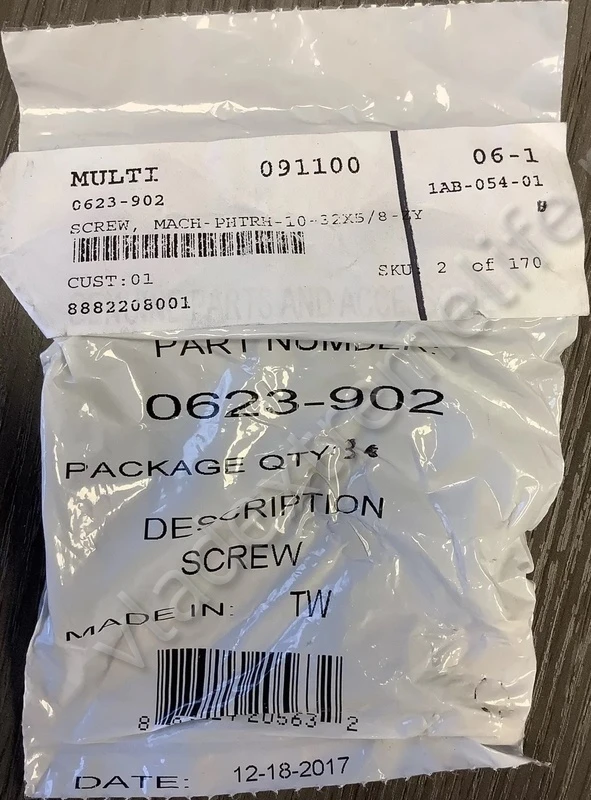 MULTI 091100 06-1
0623-902 1AB-054-01
SCREW, MACH-PHTRH-10-32X5/8-ZY
CUST:01 SKU: 2 of 170
8882208001
PART NUMBER:
0623-902
PACKAGE QTY:
DESCRIPTION
SCREW
MADE IN: TW
DATE: 12-18-2017